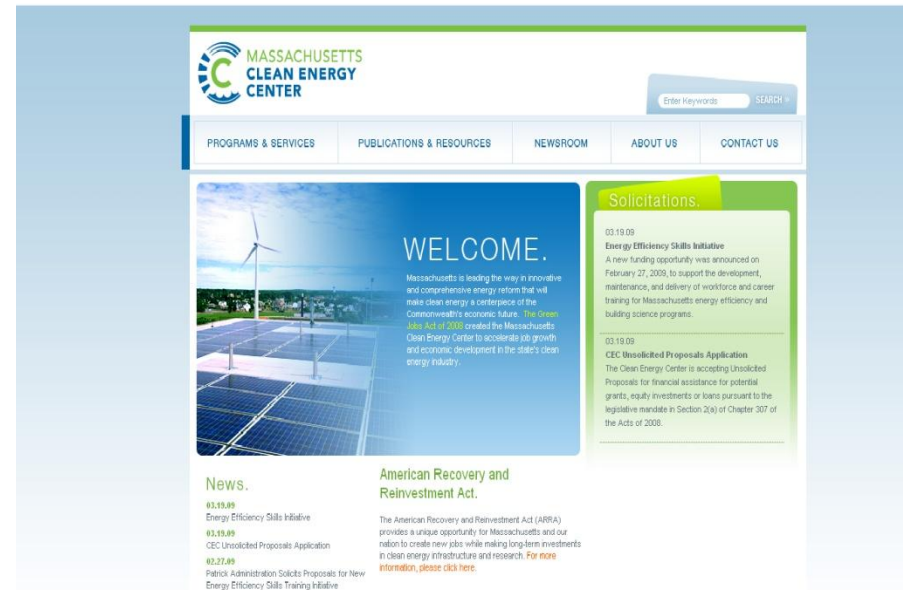 MASSACHUSETTS
CLEAN ENERGY
CENTER
Enter Keywords
SEARCH »
PROGRAMS & SERVICES
PUBLICATIONS & RESOURCES
NEWSROOM
ABOUT US
CONTACT US
WELCOME.
Massachusetts is leading the way in innovative
and comprehensive energy reform that will
make clean energy a centerpiece of the
Commonwealth's economic future. The Green
Jobs Act of 2008 created the Massachusetts
Clean Energy Center to accelerate job growth
and economic development in the state's clean
energy industry.
Solicitations.
03.19.09
Energy Efficiency Skills Initiative
A new funding opportunity was announced on
February 27, 2009, to support the development,
maintenance, and delivery of workforce and career
training for Massachusetts energy efficiency and
building science programs.
03.19.09
CEC Unsolicited Proposals Application
The Clean Energy Center is accepting Unsolicited
Proposals for financial assistance for potential
grants, equity investments or loans pursuant to the
legislative mandate in Section 2(a) of Chapter 307 of
the Acts of 2008.
News.
03.19.09
Energy Efficiency Skills Initiative
03.19.09
CEC Unsolicited Proposals Application
02.27.09
Patrick Administration Solicits Proposals for New
Energy Efficiency Skills Training Initiative
American Recovery and
Reinvestment Act.
The American Recovery and Reinvestment Act (ARRA)
provides a unique opportunity for Massachusetts and our
nation to create new jobs while making long-term investments
in clean energy infrastructure and research. For more
information, please click here.